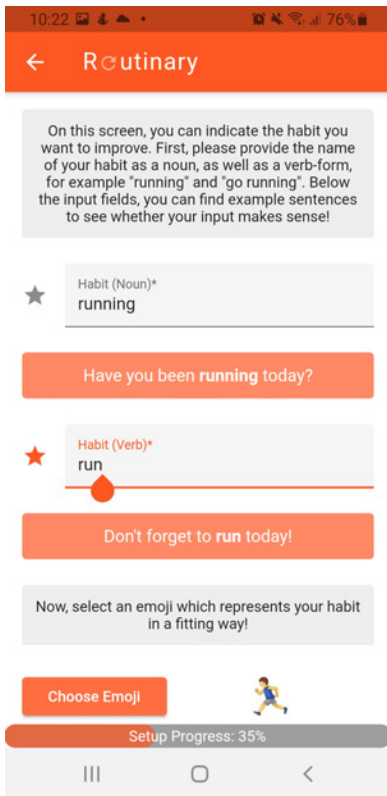 10:22 76%
Routinary
On this screen, you can indicate the habit you
want to improve. First, please provide the name
of your habit as a noun, as well as a verb-form,
for example "running" and "go running". Below
the input fields, you can find example sentences
to see whether your input makes sense!
Habit (Noun)*
running
Have you been running today?
Habit (Verb)*
run
Don't forget to run today!
Now, select an emoji which represents your habit
in a fitting way!
Choose Emoji
Setup Progress: 35%